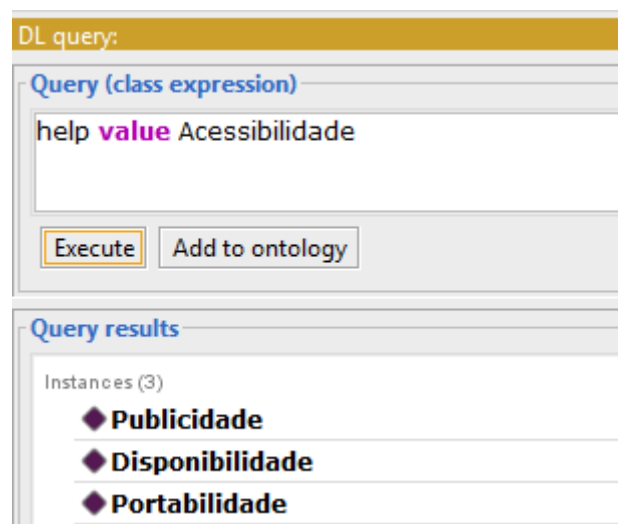 DL query:
Query (class expression)
help value Acessibilidade
Execute Add to ontology
Query results
Instances (3)
Publicidade
Disponibilidade
Portabilidade